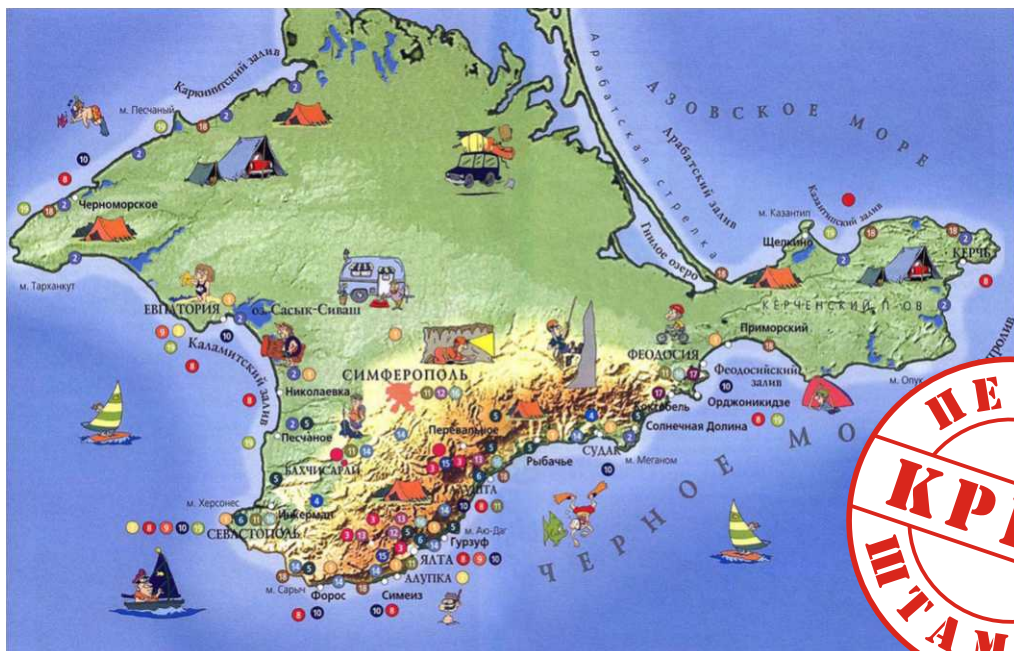 Каркинитский залив
м. Песчаный
Черноморское
м. Тарханкут
ЕВПАТОРИЯ
оз. Сасык-Сиваш
Каламитский залив
Николаевка
СИМФЕРОПОЛЬ
Песчаное
Перевальное
БАХЧИСАРАЙ
м. Херсонес
Инкерман
СЕВАСТОПОЛЬ
м. Сарыч
Форос
Симеиз
АЛУПКА
ЯЛТА
Гурзуф
м. Аю-Даг
Рыбачье
СУДАК
м. Меганом
Солнечная Долина
Коктебель
Орджоникидзе
Феодосийский
залив
ФЕОДОСИЯ
Приморский
КЕРЧЕНСКИЙ П-ОВ
Щелкино
м. Казантип
Казантипский залив
КЕРЧЬ
м. Опук
АЗОВСКОЕ МОРЕ
Арабатская стрелка
Арабатский залив
Гнилое озеро
ЧЕРНОЕ МО